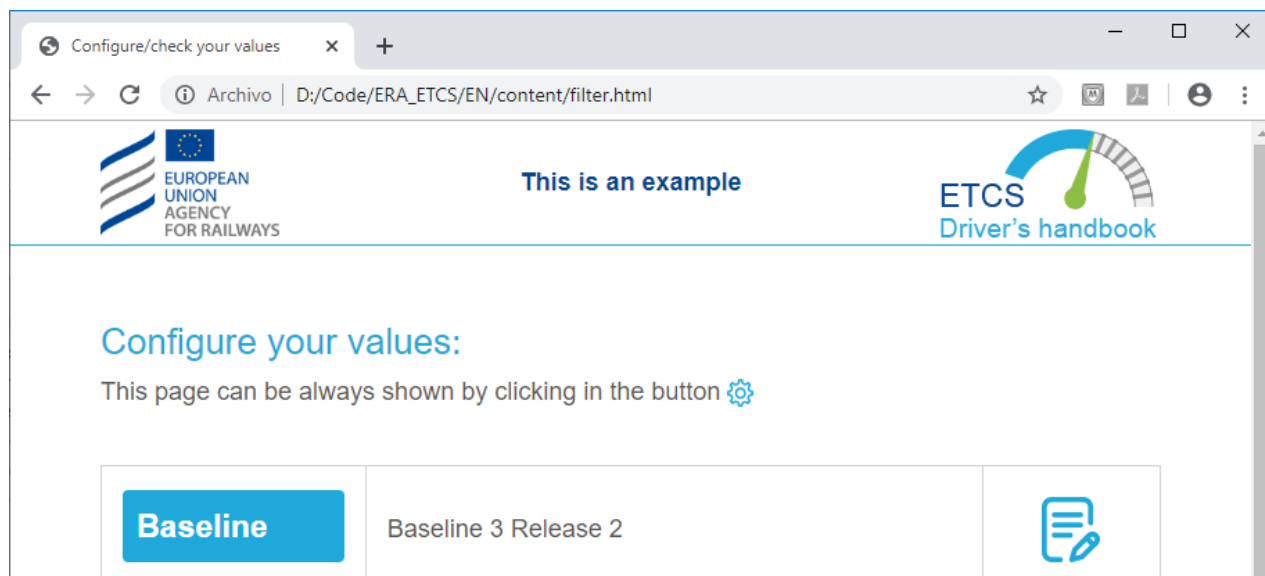 Configure/check your values
Archivo | D:/Code/ERA_ETCS/EN/content/filter.html
EUROPEAN
UNION
AGENCY
FOR RAILWAYS
This is an example
ETCS
Driver's handbook
Configure your values:
This page can be always shown by clicking in the button
Baseline
Baseline 3 Release 2